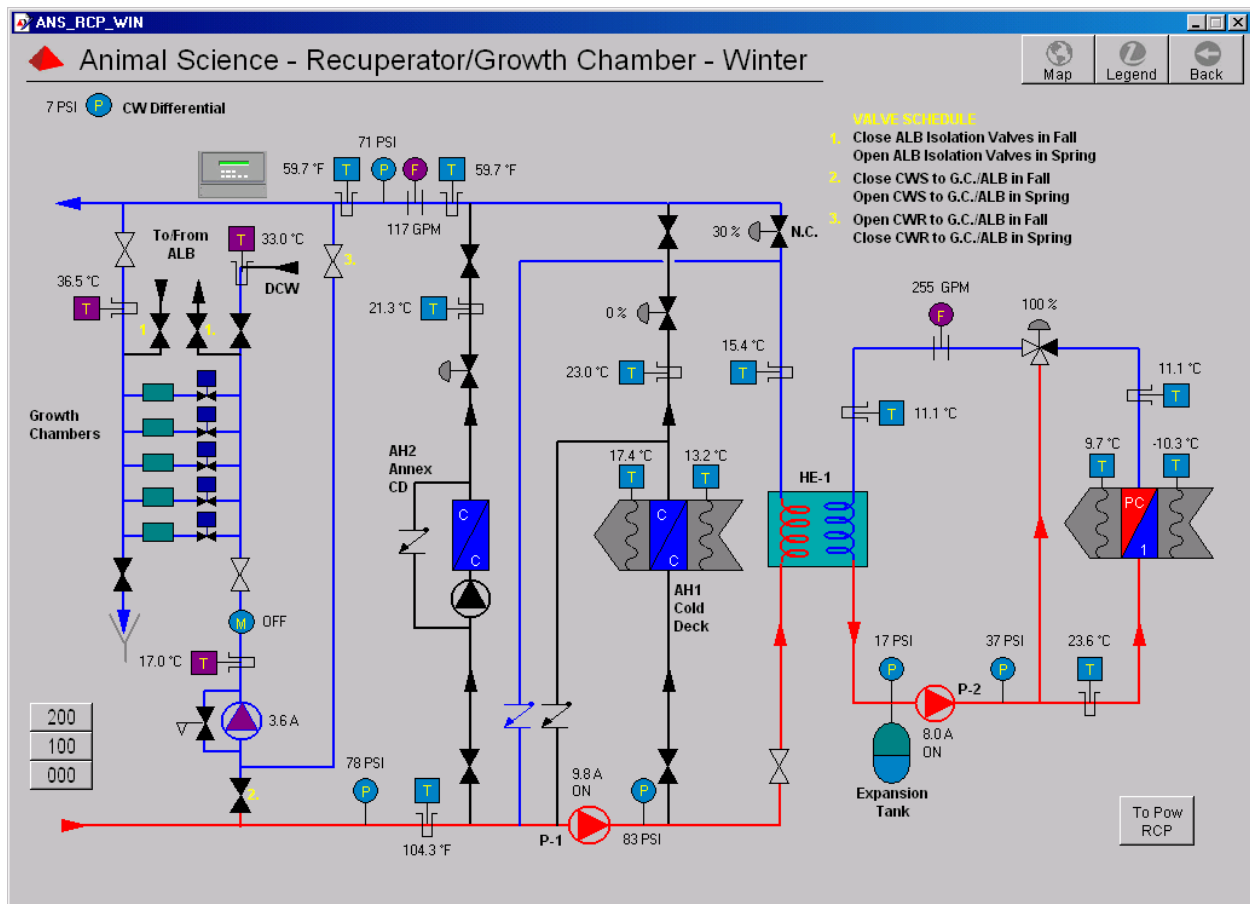 ANS_RCP_WIN
Animal Science - Recuperator/Growth Chamber - Winter
Map
Legend
Back
7 PSI
P
CW Differential
VALVE SCHEDULE
1. Close ALB Isolation Valves in Fall
Open ALB Isolation Valves in Spring
2. Close CWS to G.C./ALB in Fall
Open CWS to G.C./ALB in Spring
3. Open CWR to G.C./ALB in Fall
Close CWR to G.C./ALB in Spring
71 PSI
59.7 °F
T
P
F
T
59.7 °F
117 GPM
To/From
ALB
T
33.0 °C
DCW
3.
30 %
N.C.
36.5 °C
T
1
1.
21.3 °C
T
0 %
255 GPM
F
100 %
15.4 °C
T
23.0 °C
T
11.1 °C
T
T
11.1 °C
Growth
Chambers
AH2
Annex
CD
17.4 °C
T
13.2 °C
T
HE-1
9.7 °C
T
-10.3 °C
T
C
C
C
C
PC
1
AH1
Cold
Deck
M
OFF
17.0 °C
T
3.6 A
17 PSI
P
37 PSI
P
23.6 °C
T
P-2
8.0 A
ON
Expansion
Tank
200
100
000
2.
78 PSI
P
T
104.3 °F
9.8 A
ON
P-1
P
83 PSI
To Pow
RCP